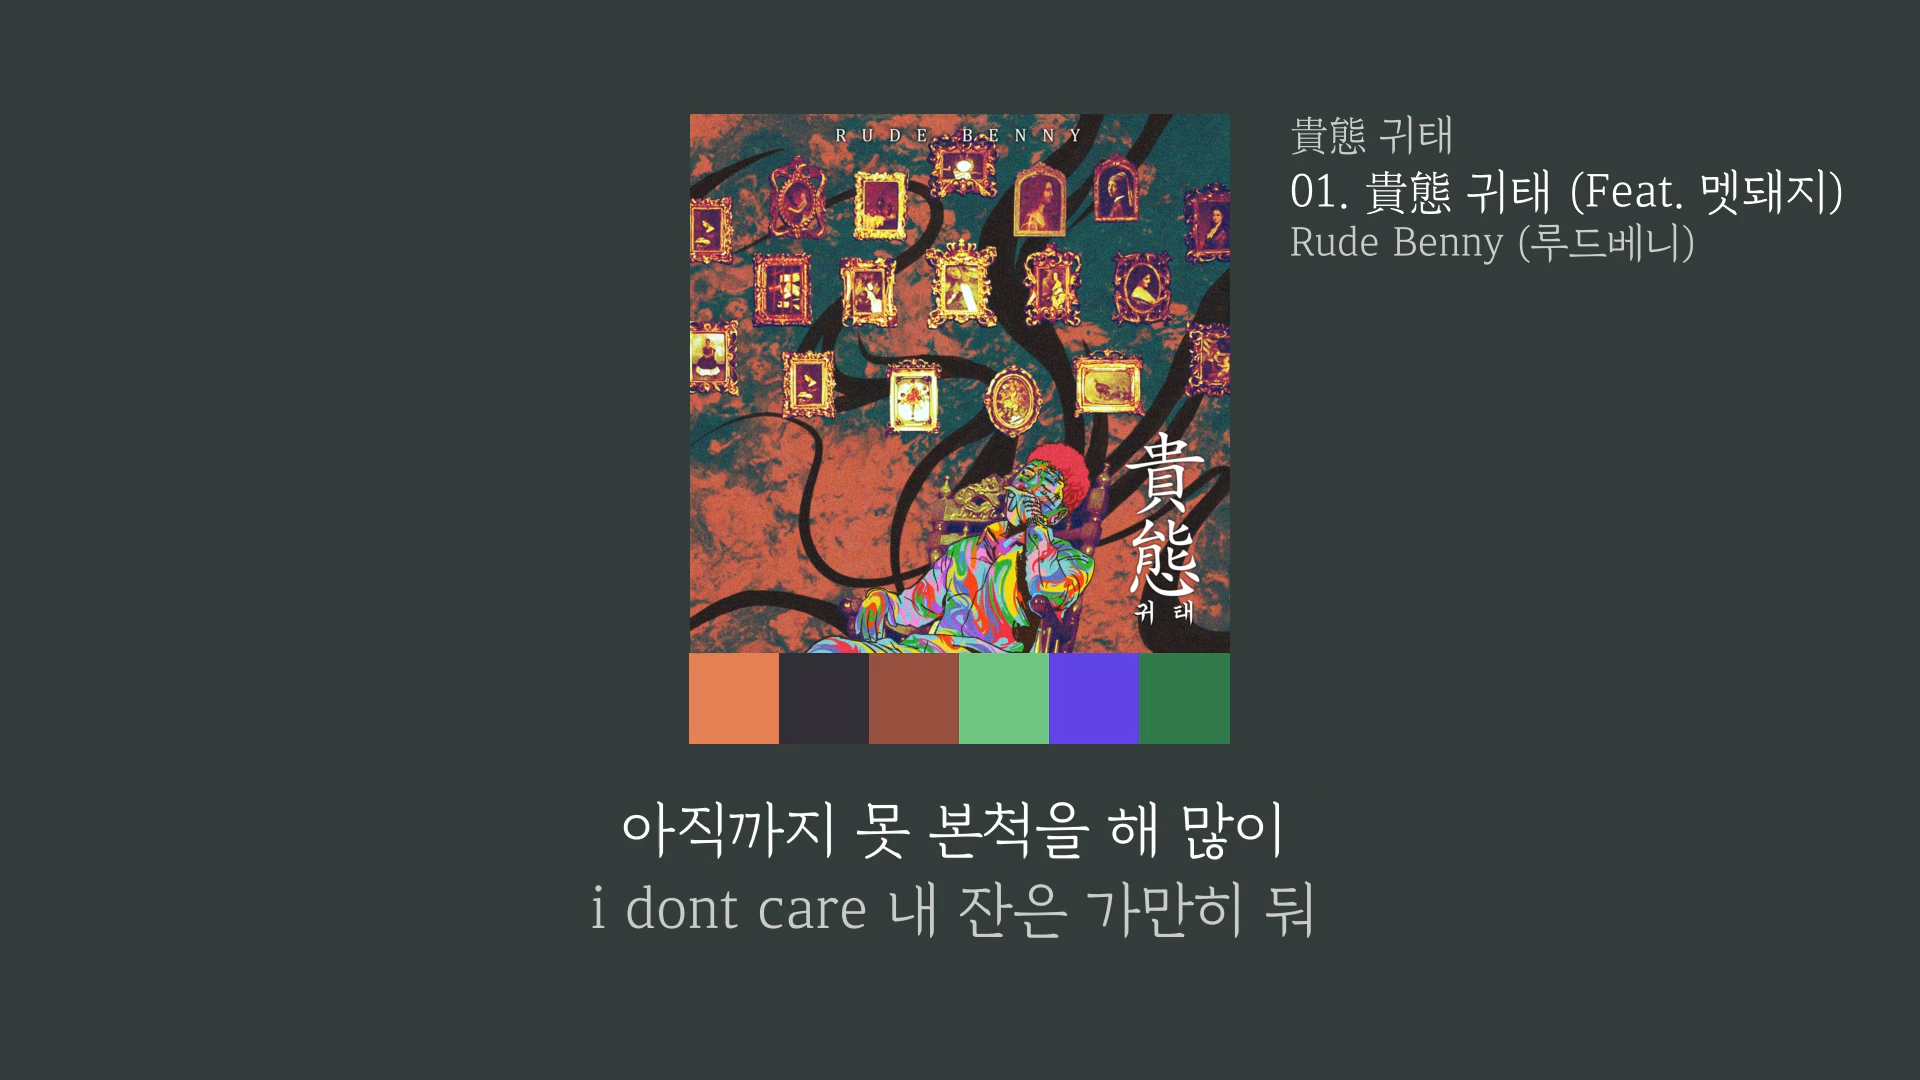 RUDE BENNY
貴態
귀태
貴態 귀태
01. 貴態 귀태 (Feat. 멧돼지)
Rude Benny (루드베니)
아직까지 못 본척을 해 많이
i dont care 내 잔은 가만히 둬